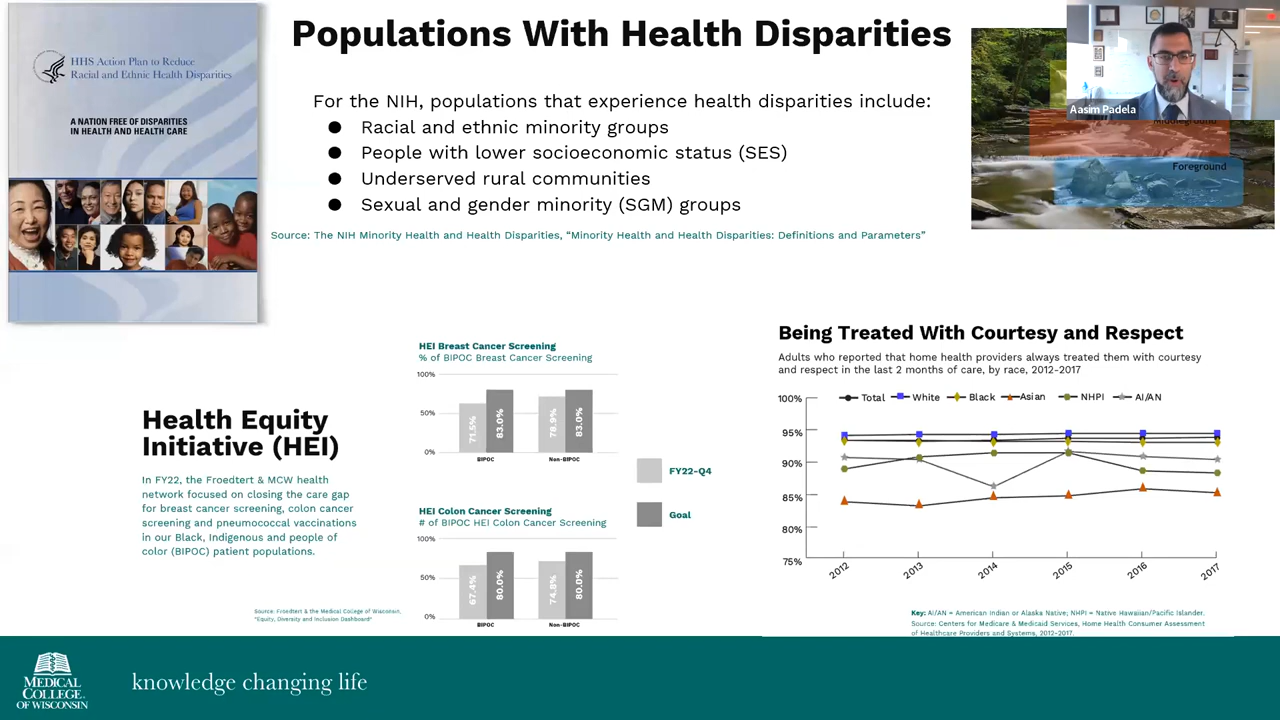 HHS Action Plan to Reduce
Racial and Ethnic Health Disparities
A NATION FREE OF DISPARITIES
IN HEALTH AND HEALTH CARE
Populations With Health Disparities
For the NIH, populations that experience health disparities include:
● Racial and ethnic minority groups
● People with lower socioeconomic status (SES)
● Underserved rural communities
● Sexual and gender minority (SGM) groups
Source: The NIH Minority Health and Health Disparities, “Minority Health and Health Disparities: Definitions and Parameters”
Aasim Padela
Middleground
Foreground
Health Equity
Initiative (HEI)
In FY22, the Froedtert & MCW health
network focused on closing the care gap
for breast cancer screening, colon cancer
screening and pneumococcal vaccinations
in our Black, Indigenous and people of
color (BIPOC) patient populations.
Source: Froedtert & the Medical College of Wisconsin,
"Equity, Diversity and Inclusion Dashboard"
HEI Breast Cancer Screening
% of BIPOC Breast Cancer Screening
100%
50%
0%
71.5%
83.0%
78.9%
83.0%
BIPOC
Non-BIPOC
HEI Colon Cancer Screening
# of BIPOC HEI Colon Cancer Screening
100%
50%
0%
67.4%
80.0%
74.8%
80.0%
BIPOC
Non-BIPOC
FY22-Q4
Goal
Being Treated With Courtesy and Respect
Adults who reported that home health providers always treated them with courtesy
and respect in the last 2 months of care, by race, 2012-2017
Total White Black Asian NHPI AI/AN
100%
95%
90%
85%
80%
75%
2012 2013 2014 2015 2016 2017
Key: AI/AN = American Indian or Alaska Native; NHPI = Native Hawaiian/Pacific Islander.
Source: Centers for Medicare & Medicaid Services, Home Health Consumer Assessment
of Healthcare Providers and Systems, 2012-2017.
MEDICAL
COLLEGE
OF WISCONSIN
knowledge changing life